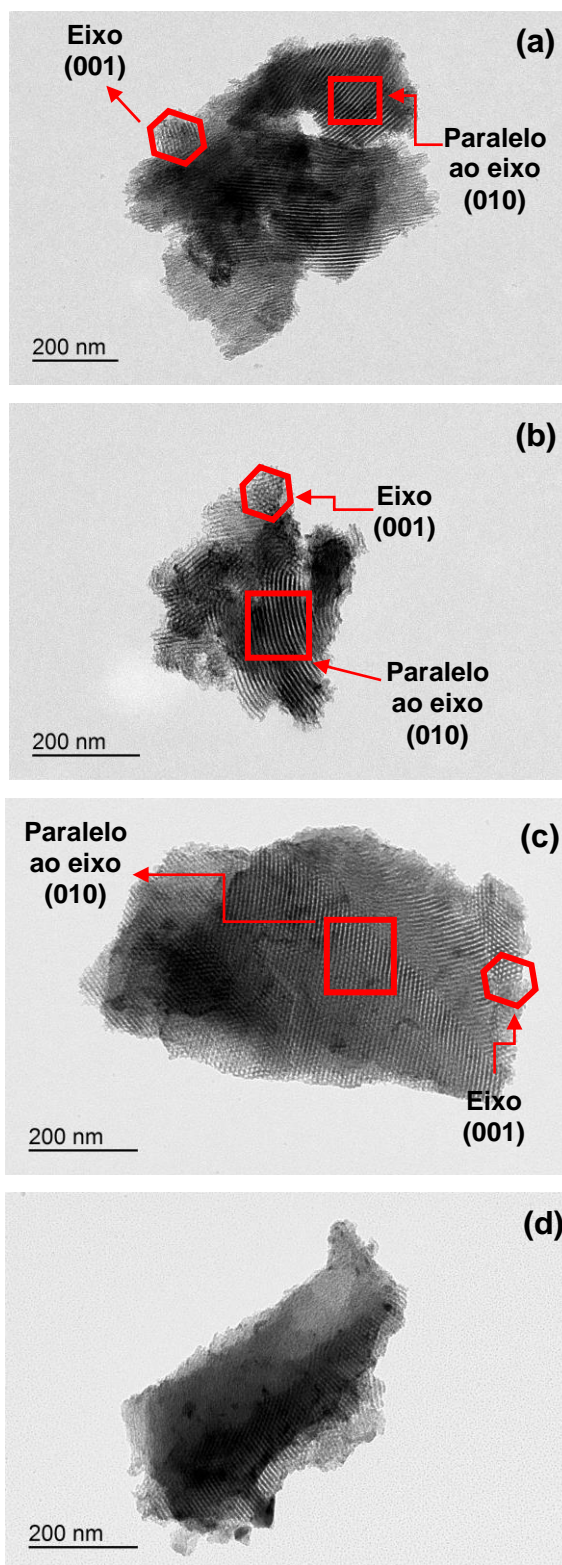 (a)
Eixo
(001)
Paralelo
ao eixo
(010)
200 nm
(b)
Eixo
(001)
Paralelo
ao eixo
(010)
200 nm
(c)
Paralelo
ao eixo
(010)
Eixo
(001)
200 nm
(d)
200 nm